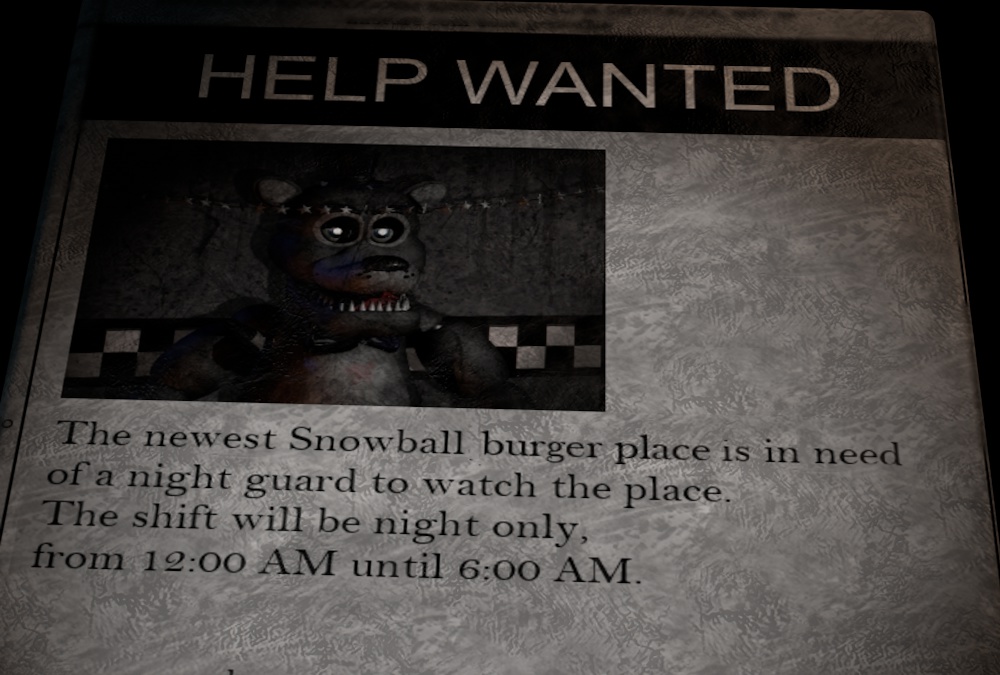 HELP WANTED
The newest Snowball burger place is in need
of a night guard to watch the place.
The shift will be night only,
from 12:00 AM until 6:00 AM.